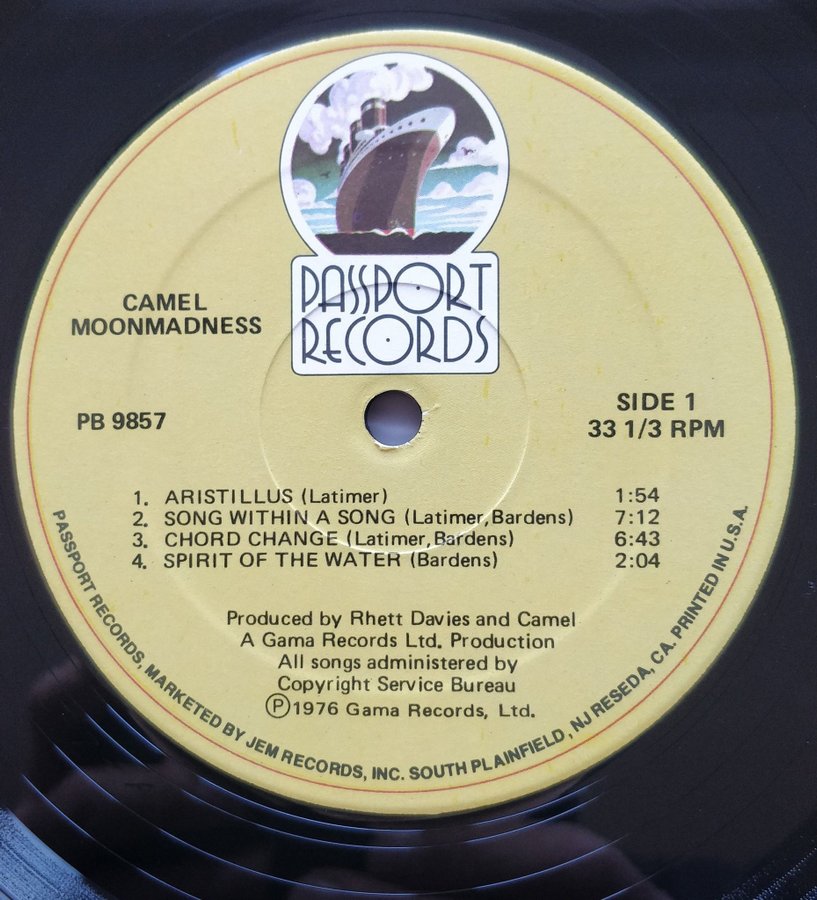 PASSPORT
RECORDS
CAMEL
MOONMADNESS
PB 9857
SIDE 1
33 1/3 RPM
1. ARISTILLUS (Latimer) 1:54
2. SONG WITHIN A SONG (Latimer,Bardens) 7:12
3. CHORD CHANGE (Latimer,Bardens) 6:43
4. SPIRIT OF THE WATER (Bardens) 2:04
Produced by Rhett Davies and Camel
A Gama Records Ltd. Production
All songs administered by
Copyright Service Bureau
Ⓟ1976 Gama Records, Ltd.
PASSPORT RECORDS, MARKETED BY JEM RECORDS, INC. SOUTH PLAINFIELD, NJ RESEDA, CA. PRINTED IN U.S.A.